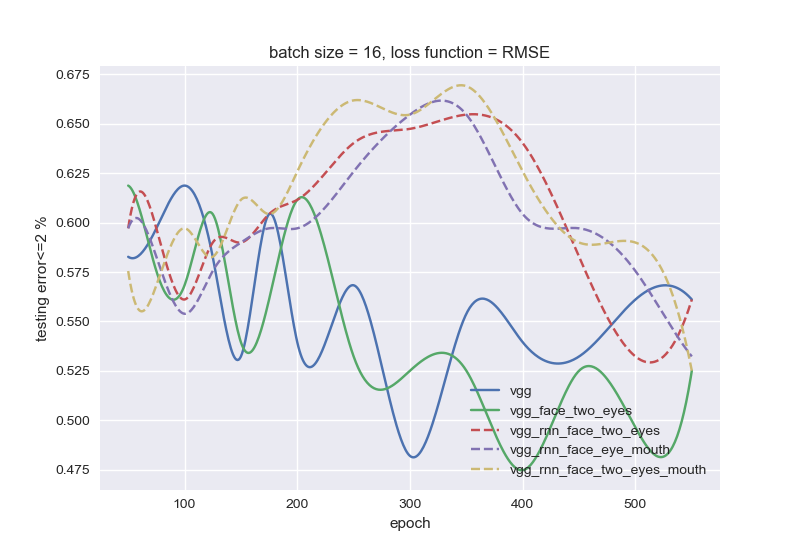 batch size = 16, loss function = RMSE
testing error<=2 %
0.675
0.650
0.625
0.600
0.575
0.550
0.525
0.500
0.475
vgg
vgg_face_two_eyes
vgg_rnn_face_two_eyes
vgg_rnn_face_eye_mouth
vgg_rnn_face_two_eyes_mouth
100
200
300
400
500
epoch